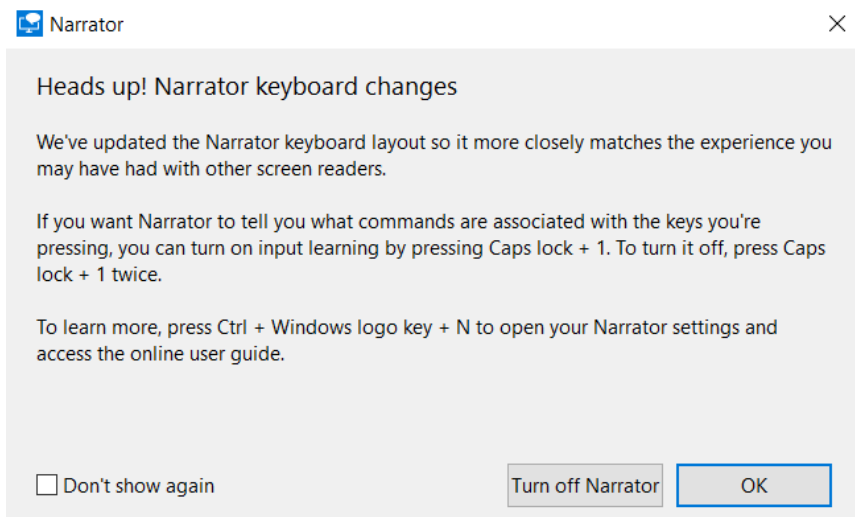 Narrator
Heads up! Narrator keyboard changes
We've updated the Narrator keyboard layout so it more closely matches the experience you
may have had with other screen readers.
If you want Narrator to tell you what commands are associated with the keys you're
pressing, you can turn on input learning by pressing Caps lock + 1. To turn it off, press Caps
lock + 1 twice.
To learn more, press Ctrl + Windows logo key + N to open your Narrator settings and
access the online user guide.
Don't show again
Turn off Narrator
OK